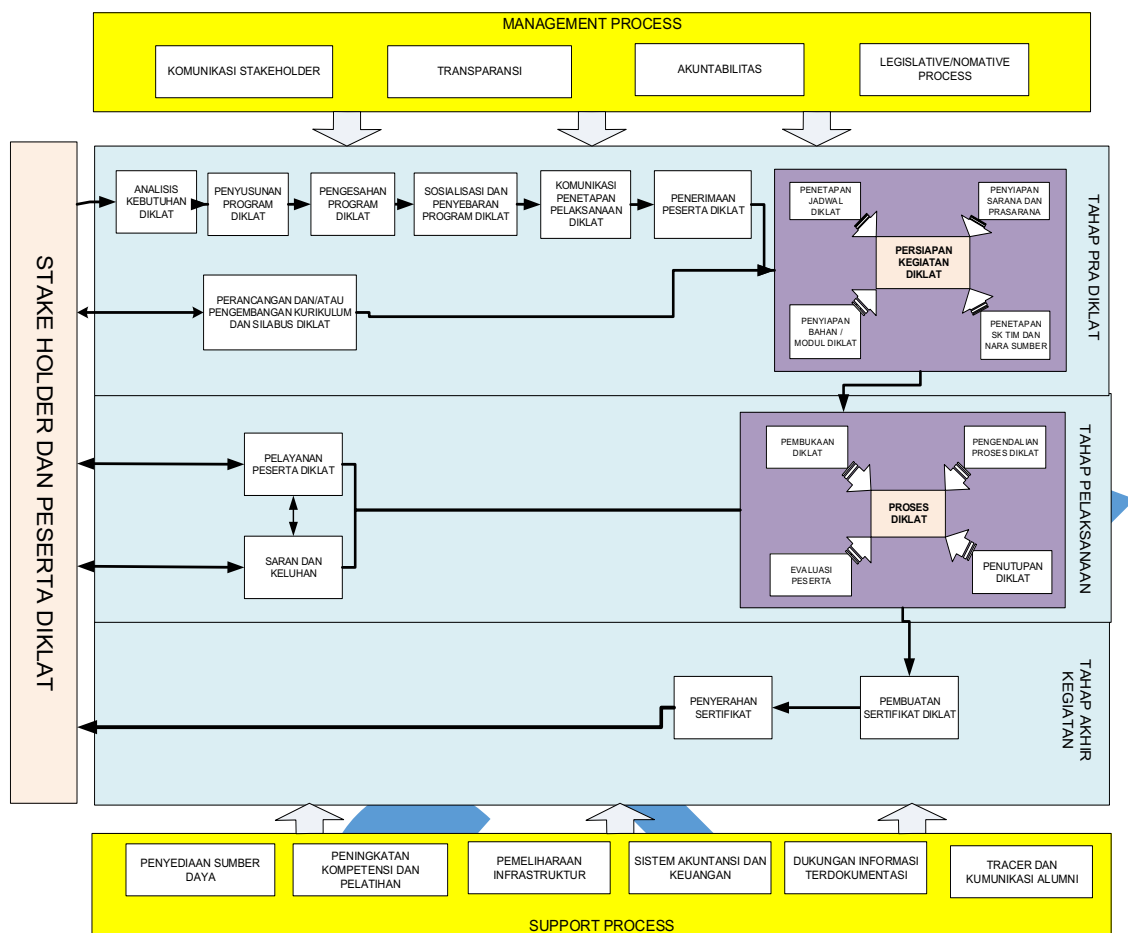 MANAGEMENT PROCESS
KOMUNIKASI STAKEHOLDER
TRANSPARANSI
AKUNTABILITAS
LEGISLATIVE/NOMATIVE
PROCESS
STAKE HOLDER DAN PESERTA DIKLAT
ANALISIS
KEBUTUHAN
DIKLAT
PENYUSUNAN
PROGRAM
DIKLAT
PENGESAHAN
PROGRAM
DIKLAT
SOSIALISASI DAN
PENYEBARAN
PROGRAM DIKLAT
KOMUNIKASI
PENETAPAN
PELAKSANAAN
DIKLAT
PENERIMAAN
PESERTA DIKLAT
PERANCANGAN DAN/ATAU
PENGEMBANGAN KURIKULUM
DAN SILABUS DIKLAT
PENETAPAN
JADWAL
DIKLAT
PENYIAPAN
SARANA DAN
PRASARANA
PERSIAPAN
KEGIATAN
DIKLAT
PENYIAPAN
BAHAN /
MODUL DIKLAT
PENETAPAN
SK TIM DAN
NARA SUMBER
TAHAP PRA DIKLAT
PELAYANAN
PESERTA DIKLAT
SARAN DAN
KELUHAN
PEMBUKAAN
DIKLAT
PENGENDALIAN
PROSES DIKLAT
PROSES
DIKLAT
EVALUASI
PESERTA
PENUTUPAN
DIKLAT
TAHAP PELAKSANAAN
PENYERAHAN
SERTIFIKAT
PEMBUATAN
SERTIFIKAT DIKLAT
TAHAP AKHIR
KEGIATAN
PENYEDIAAN SUMBER
DAYA
PENINGKATAN
KOMPETENSI DAN
PELATIHAN
PEMELIHARAAN
INFRASTRUKTUR
SISTEM AKUNTANSI DAN
KEUANGAN
DUKUNGAN INFORMASI
TERDOKUMENTASI
TRACER DAN
KUMUNIKASI ALUMNI
SUPPORT PROCESS